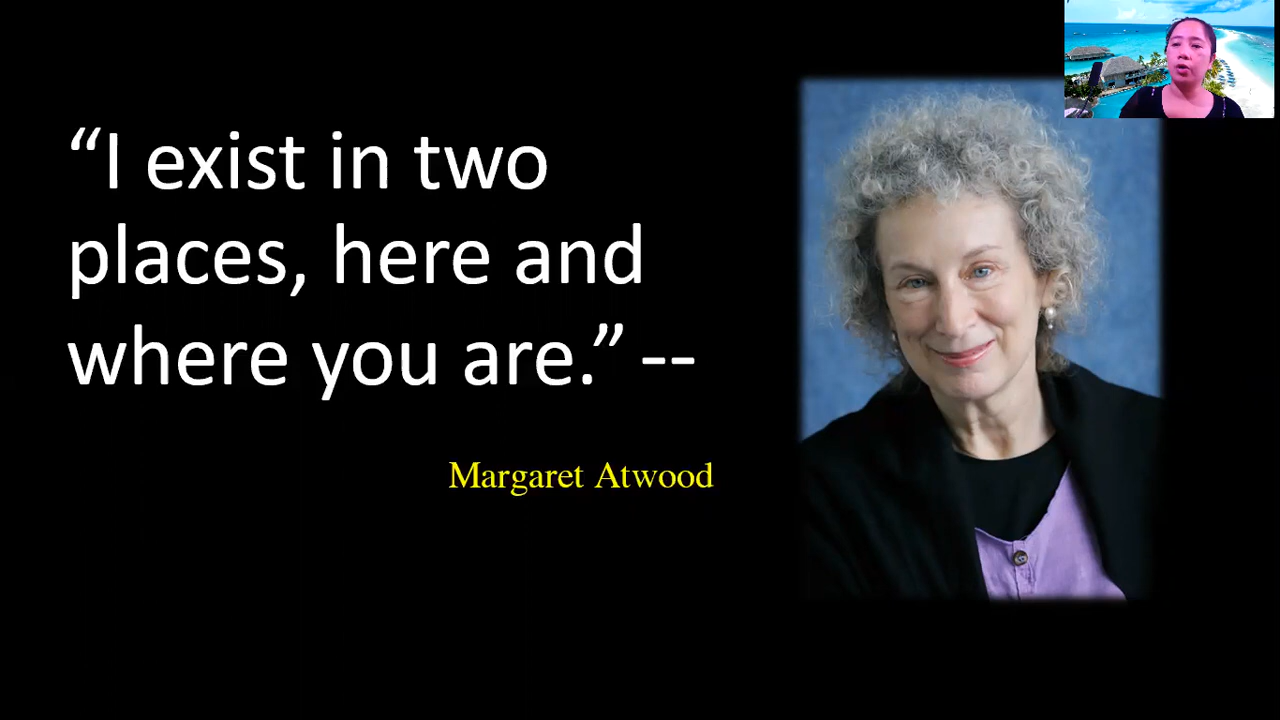 “I exist in two
places, here and
where you are.” --
Margaret Atwood